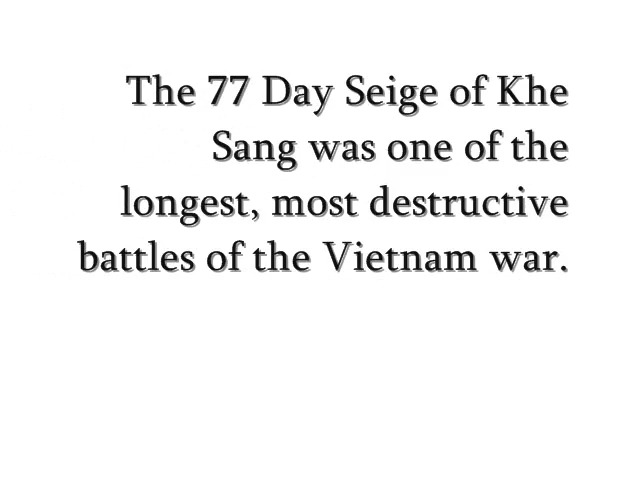 The 77 Day Seige of Khe
Sang was one of the
longest, most destructive
battles of the Vietnam war.